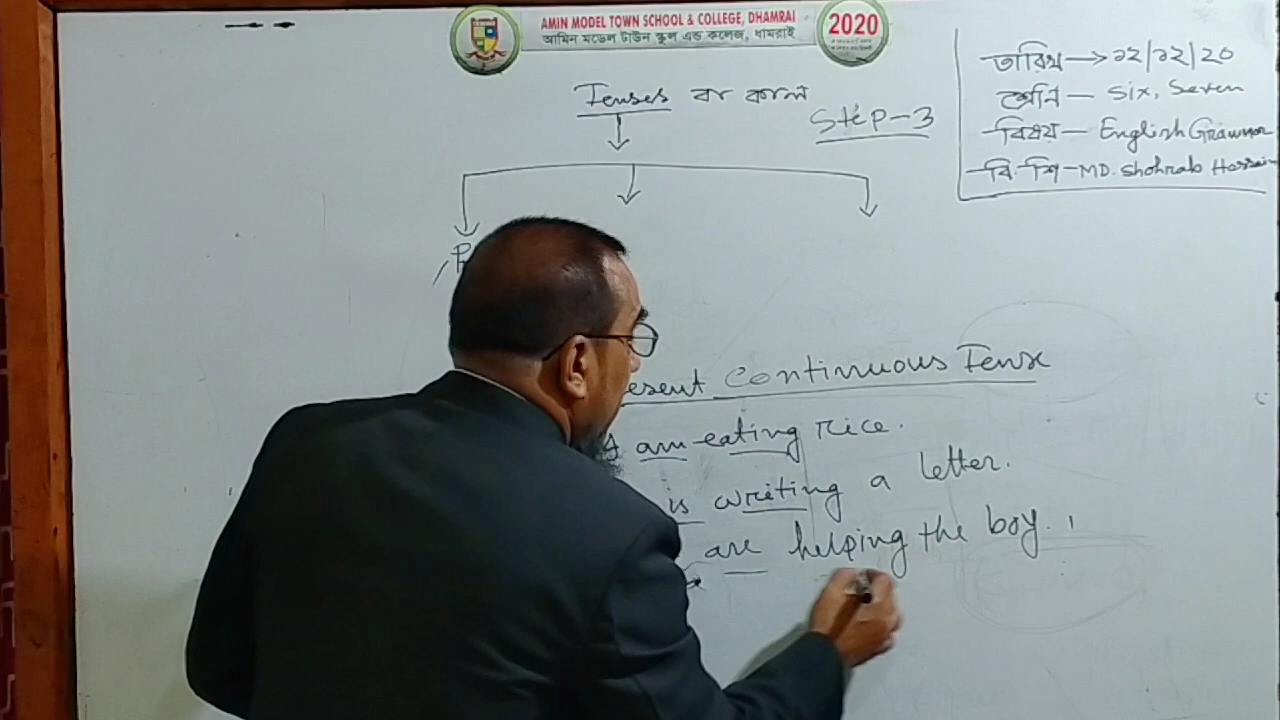 AMIN MODEL TOWN SCHOOL & COLLEGE, DHAMRAI
আমিন মডেল টাউন স্কুল এন্ড কলেজ, ধামরাই
2020
তারিখ → ১২/১২/২০
শ্রেনি - Six, Seven
বিষয় - English Grammar
বি. শি - MD. Shohrab Hossain
Tenses বা কাল
Step-3
esent Continuous Tense
I am eating rice.
is writing a letter.
are helping the boy.